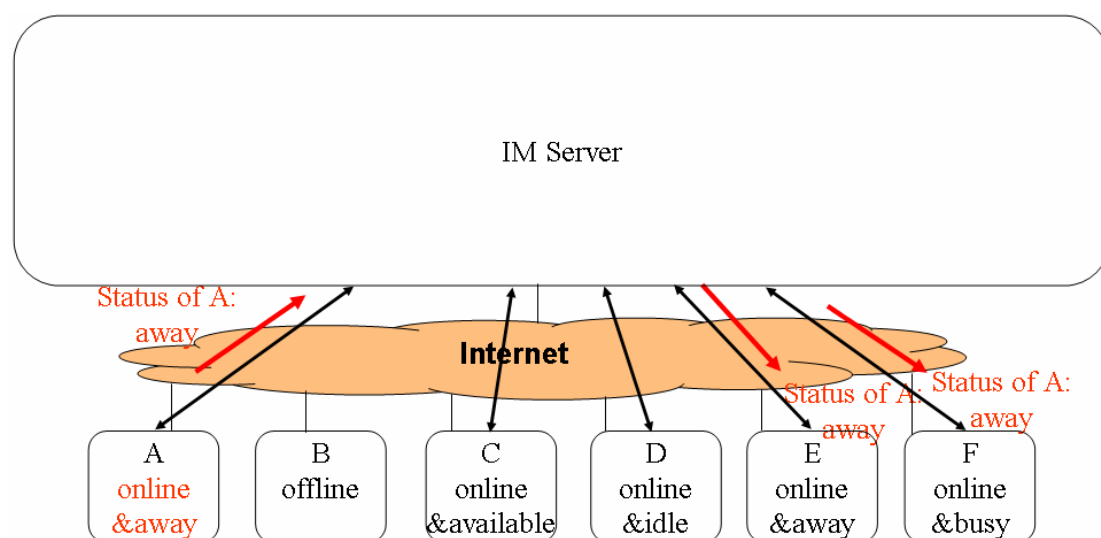 IM Server
Status of A:
away
Internet
Status of A:
away
Status of A:
away
A
online
&away
B
offline
C
online
&available
D
online
&idle
E
online
&away
F
online
&busy